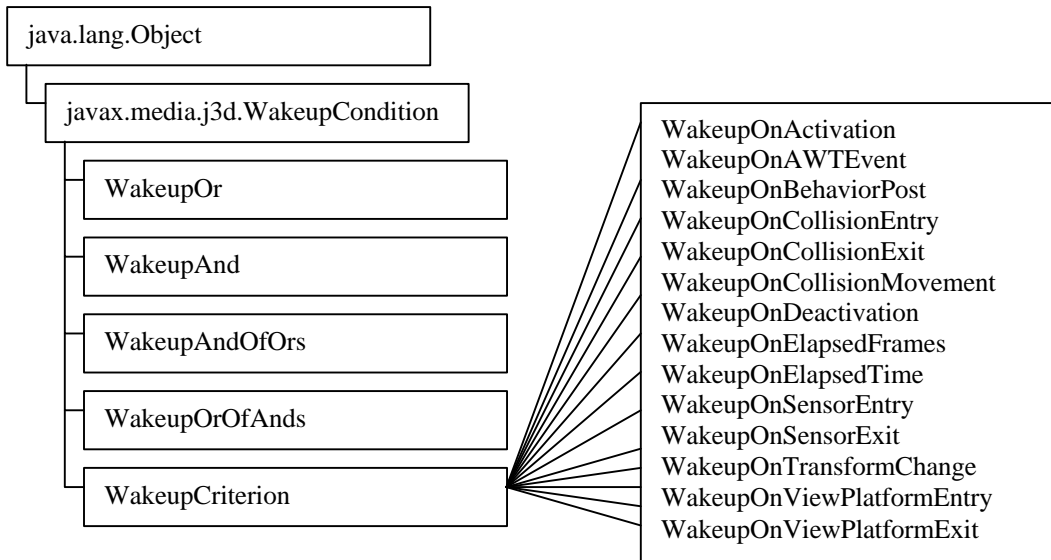 java.lang.Object
javax.media.j3d.WakeupCondition
WakeupOr
WakeupAnd
WakeupAndOfOrs
WakeupOrOfAnds
WakeupCriterion
WakeupOnActivation
WakeupOnAWTEvent
WakeupOnBehaviorPost
WakeupOnCollisionEntry
WakeupOnCollisionExit
WakeupOnCollisionMovement
WakeupOnDeactivation
WakeupOnElapsedFrames
WakeupOnElapsedTime
WakeupOnSensorEntry
WakeupOnSensorExit
WakeupOnTransformChange
WakeupOnViewPlatformEntry
WakeupOnViewPlatformExit